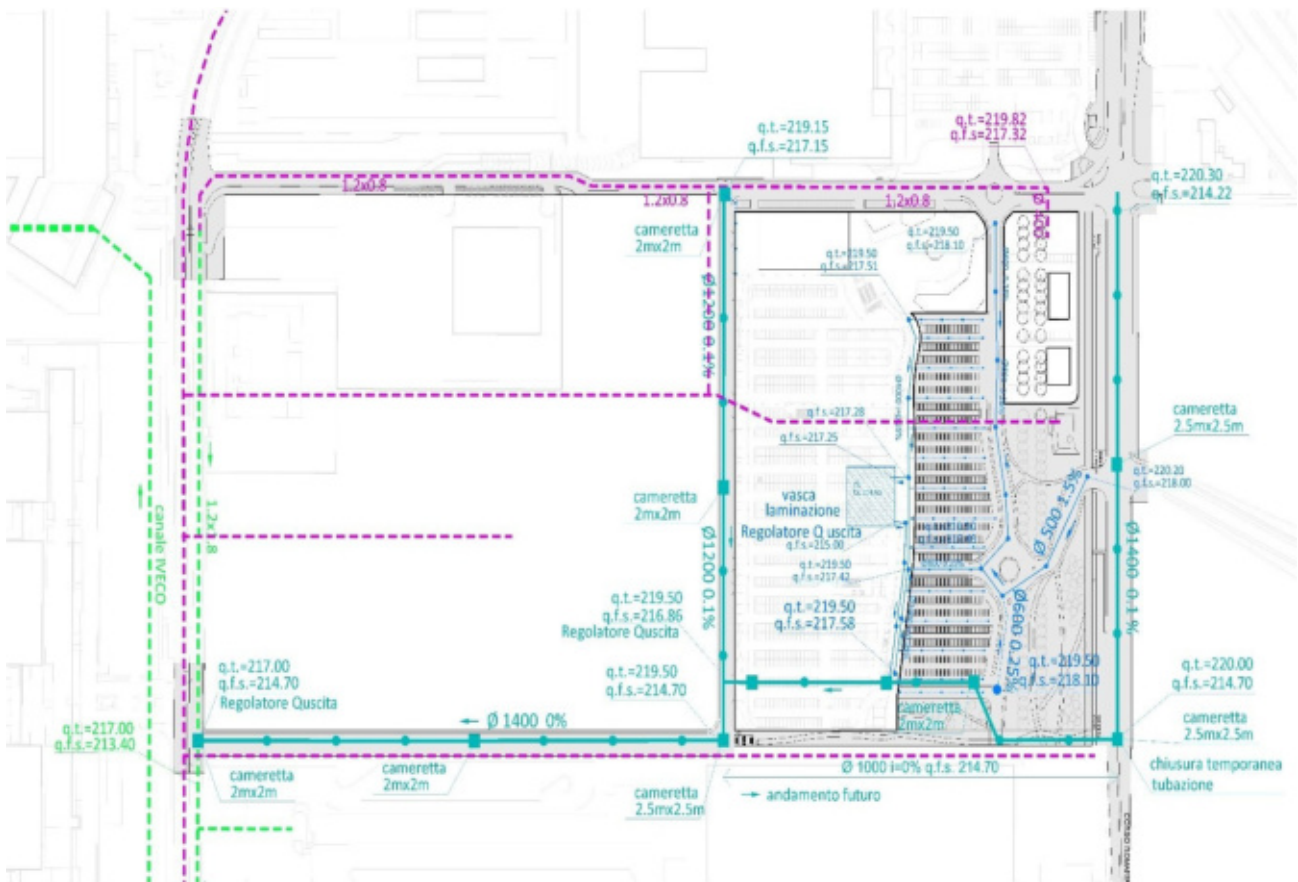 q.t.=219.15
q.f.s.=217.15
q.t.=219.82
q.f.s.=217.32
q.t.=220.30
q.f.s.=214.22
1.2x0.8
1.2x0.8
1.2x0.8
Ø 400
cameretta
2mx2m
q.t.=219.50
q.f.s.=218.10
q.t.=219.50
q.f.s.=217.51
Ø1200 0.1%
q.f.s.=217.28
q.f.s.=217.25
cameretta
2.5mx2.5m
q.t.=220.20
q.f.s.=218.00
cameretta
2mx2m
vasca
laminazione
Regolatore Q uscita
q.f.s.=215.00
q.t.=219.50
q.f.s.=217.42
Ø 500 1.5%
Ø1400 0.1%
Ø1200 0.1%
canale IVECO
q.t.=219.50
q.f.s.=216.86
Regolatore Quscita
q.t.=219.50
q.f.s.=217.58
Ø600 0.25%
q.t.=219.50
q.f.s.=218.10
q.t.=217.00
q.f.s.=214.70
Regolatore Quscita
q.t.=219.50
q.f.s.=214.70
q.t.=220.00
q.f.s.=214.70
cameretta
2mx2m
cameretta
2.5mx2.5m
q.t.=217.00
q.f.s.=213.40
Ø 1400 0%
cameretta
2mx2m
cameretta
2mx2m
cameretta
2.5mx2.5m
Ø 1000 i=0% q.f.s. 214.70
andamento futuro
chiusura temporanea
tubazione